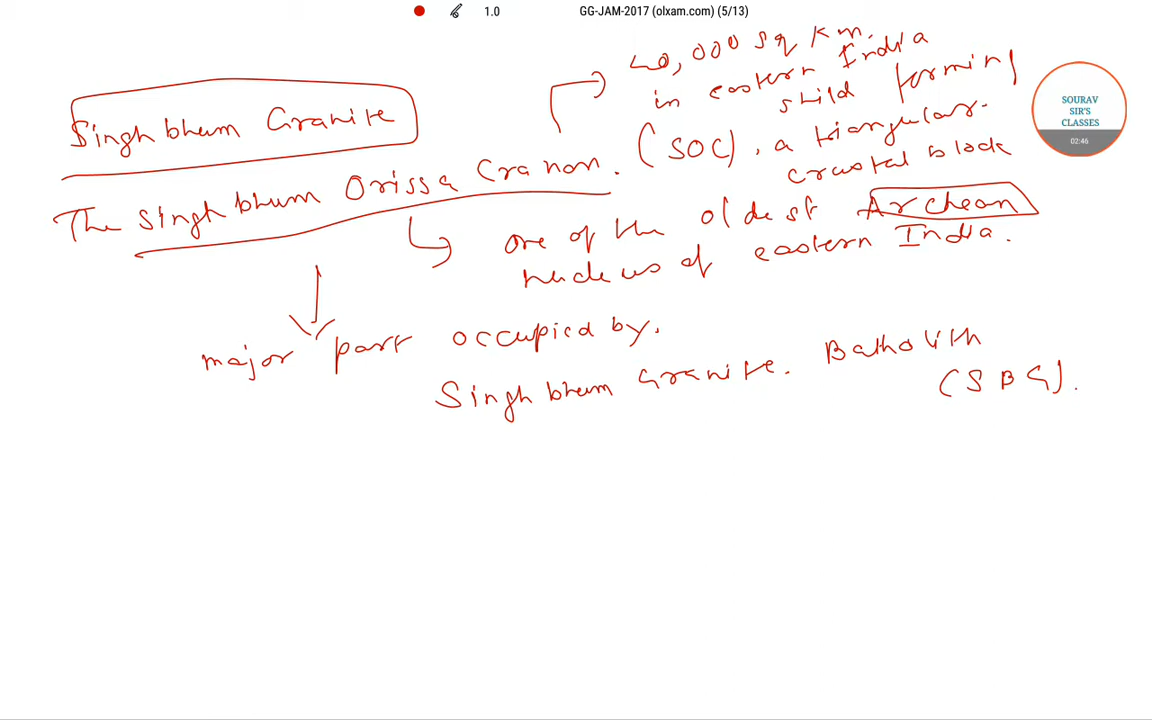 1.0
GG-JAM-2017 (olxam.com) (5/13)
SOURAV
SIR'S
CLASSES
02:46
Singhbhum Granite
40,000 sq km.
in eastern India
shild forming
The Singhbhum Orissa Cranon. (SOC), a triangular.
crustal block
one of the oldest Archean
nucleus of eastern India.
major part occupied by.
Singhbhum Granite. Batholith
(SBG).